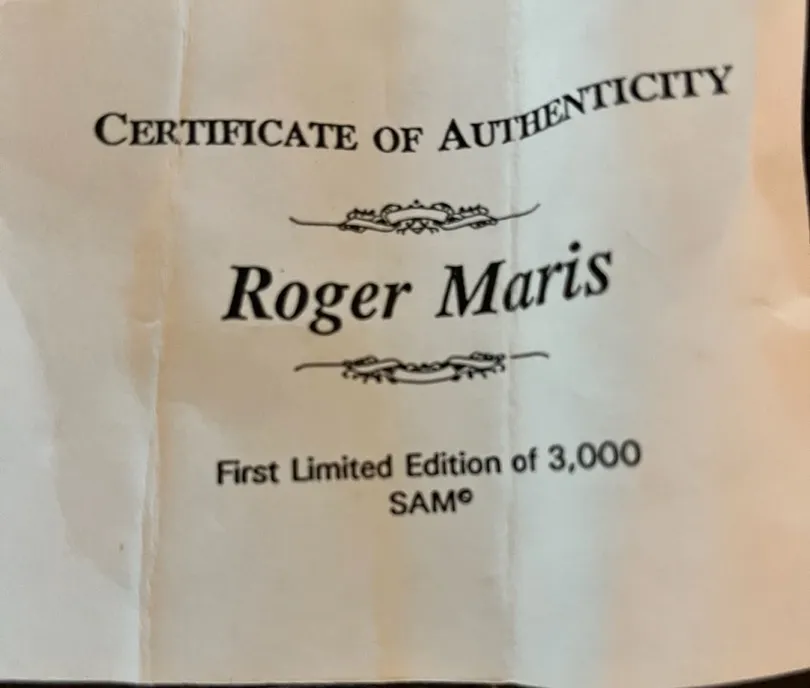 CERTIFICATE OF AUTHENTICITY
Roger Maris
First Limited Edition of 3,000
SAM©